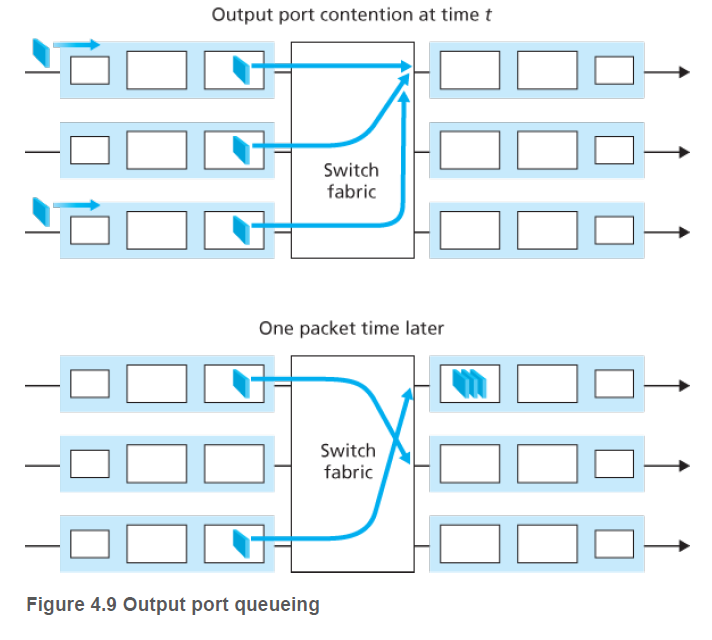 Output port contention at time t
Switch
fabric
One packet time later
Switch
fabric
Figure 4.9 Output port queueing